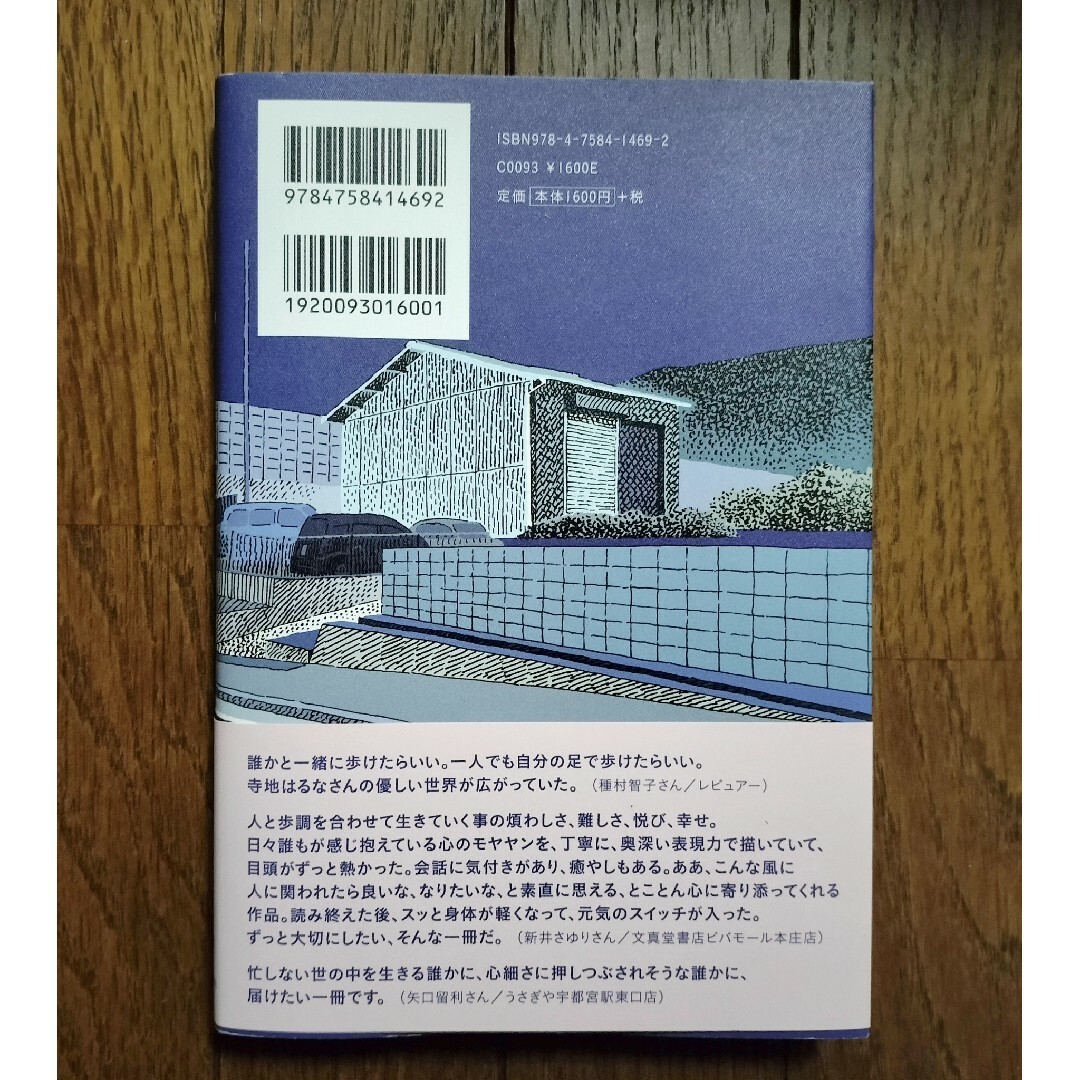 9784758414692
1920093016001
ISBN978-4-7584-1469-2
C0093 ¥1600E
定価 本体1600円 +税
誰かと一緒に歩けたらいい。一人でも自分の足で歩けたらいい。
寺地はるなさんの優しい世界が広がっていた。（種村智子さん／レビュアー）
人と歩調を合わせて生きていく事の煩わしさ、難しさ、悦び、幸せ。
日々誰もが感じ抱えている心のモヤヤンを、丁寧に、奥深い表現力で描いていて、
目頭がずっと熱かった。会話に気付きがあり、癒やしもある。ああ、こんな風に
人に関われたら良いな、なりたいな、と素直に思える、とことん心に寄り添ってくれる
作品。読み終えた後、スッと身体が軽くなって、元気のスイッチが入った。
ずっと大切にしたい、そんな一冊だ。（新井さゆりさん／文真堂書店ビバモール本庄店）
忙しない世の中を生きる誰かに、心細さに押しつぶされそうな誰かに、
届けたい一冊です。（矢口留利さん／うさぎや宇都宮駅東口店）